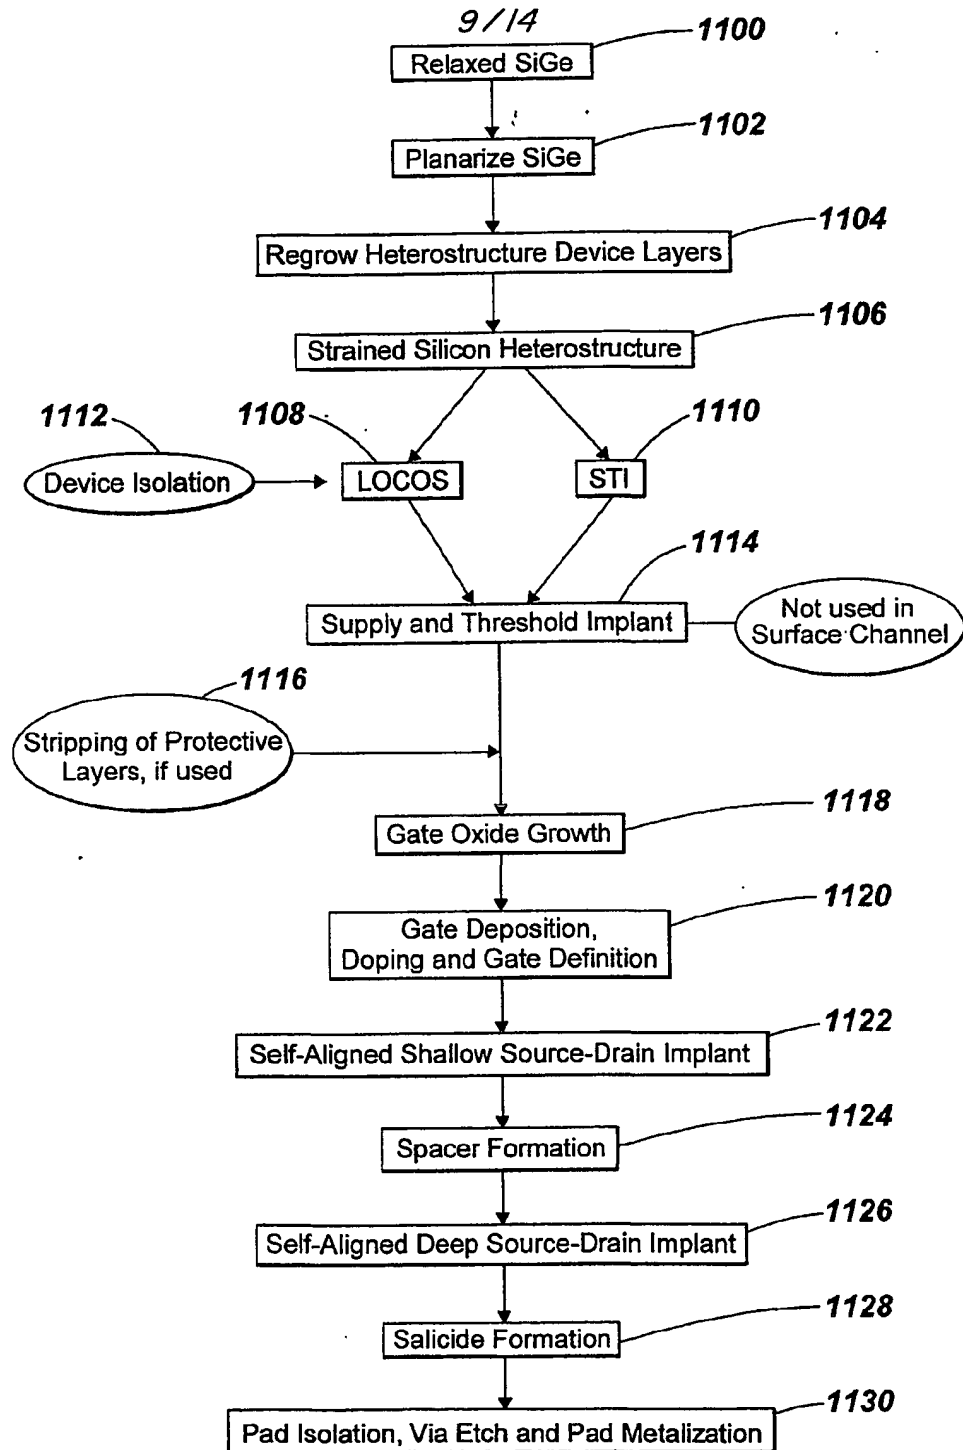 9/14
1100
Relaxed SiGe
1102
Planarize SiGe
1104
Regrow Heterostructure Device Layers
1106
Strained Silicon Heterostructure
1112
1108
1110
Device Isolation
LOCOS
STI
1114
Supply and Threshold Implant
Not used in
Surface Channel
1116
Stripping of Protective
Layers, if used
1118
Gate Oxide Growth
1120
Gate Deposition,
Doping and Gate Definition
1122
Self-Aligned Shallow Source-Drain Implant
1124
Spacer Formation
1126
Self-Aligned Deep Source-Drain Implant
1128
Salicide Formation
1130
Pad Isolation, Via Etch and Pad Metalization